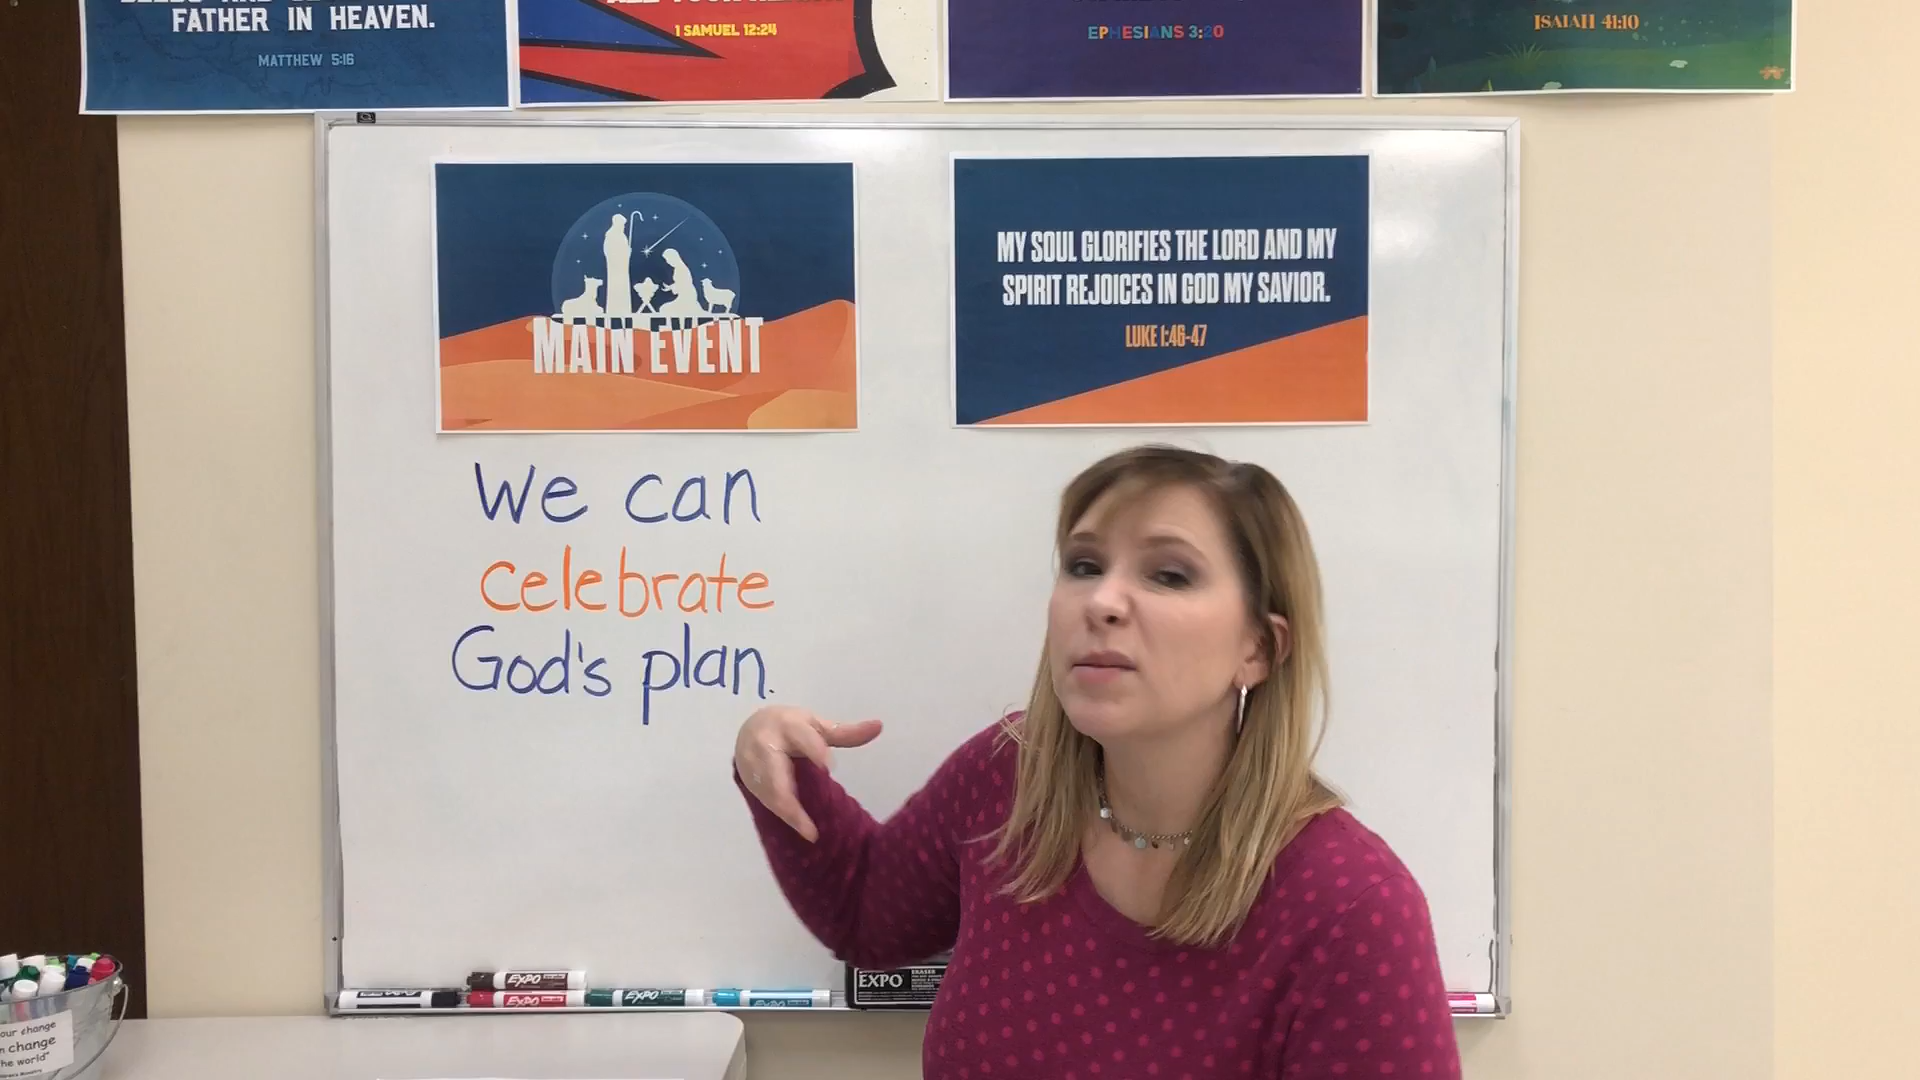 FATHER IN HEAVEN.
MATTHEW 5:16
1 SAMUEL 12:24
EPHESIANS 3:20
ISAIAH 41:10
MAIN EVENT
MY SOUL GLORIFIES THE LORD AND MY
SPIRIT REJOICES IN GOD MY SAVIOR.
LUKE 1:46-47
We can
celebrate
God's plan.
EXPO
EXPO
EXPO
EXPO
ERASER
our change
change
the world"